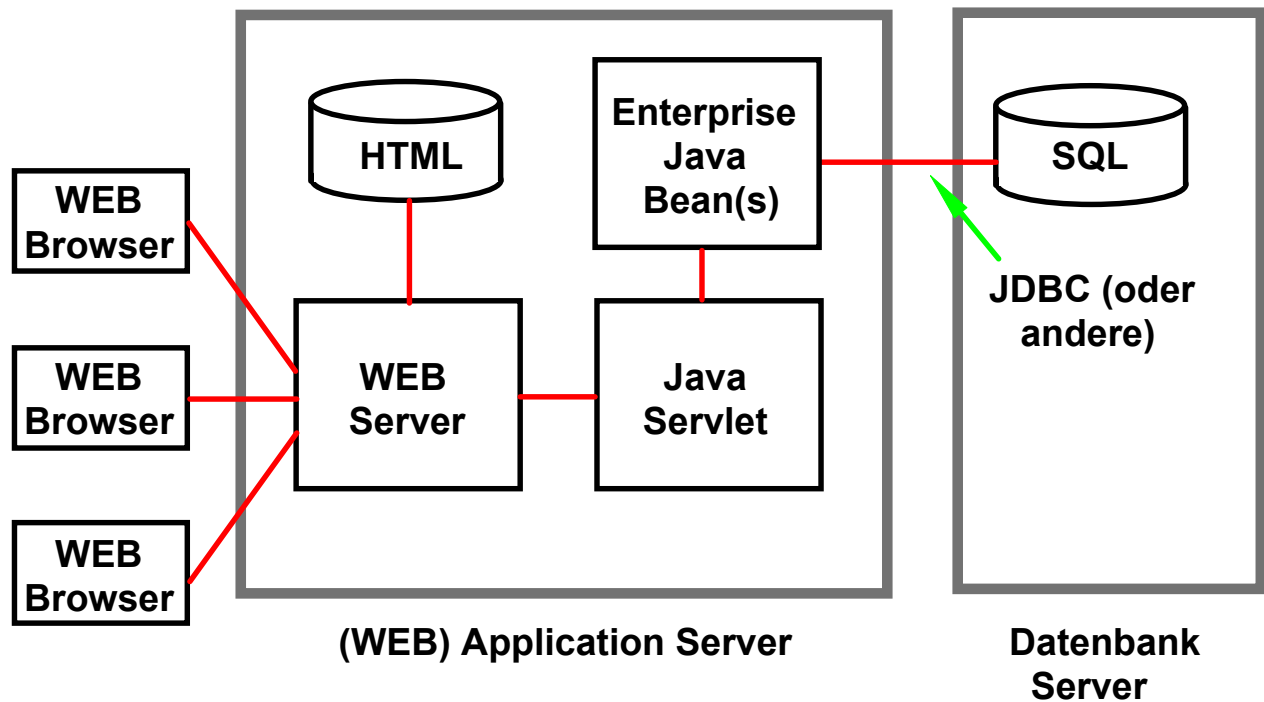 WEB
Browser
WEB
Browser
WEB
Browser
HTML
WEB
Server
Enterprise
Java
Bean(s)
Java
Servlet
(WEB) Application Server
SQL
JDBC (oder
andere)
Datenbank
Server